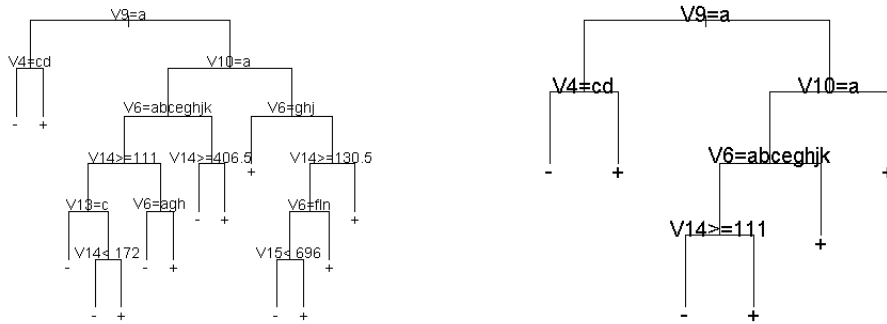 V9=a
V9=a
V4=cd
V10=a
V4=cd
V10=a
V6=abceghjk
V6=ghj
- +
V6=abceghjk
V14>=111
V14>=406.5
+
V14>=130.5
- +
+
V13=c
V6=agh
- +
V6=fln
+
V14>=111
+
V14< 172
- +
V15< 696
+
-
- +
- +
- +